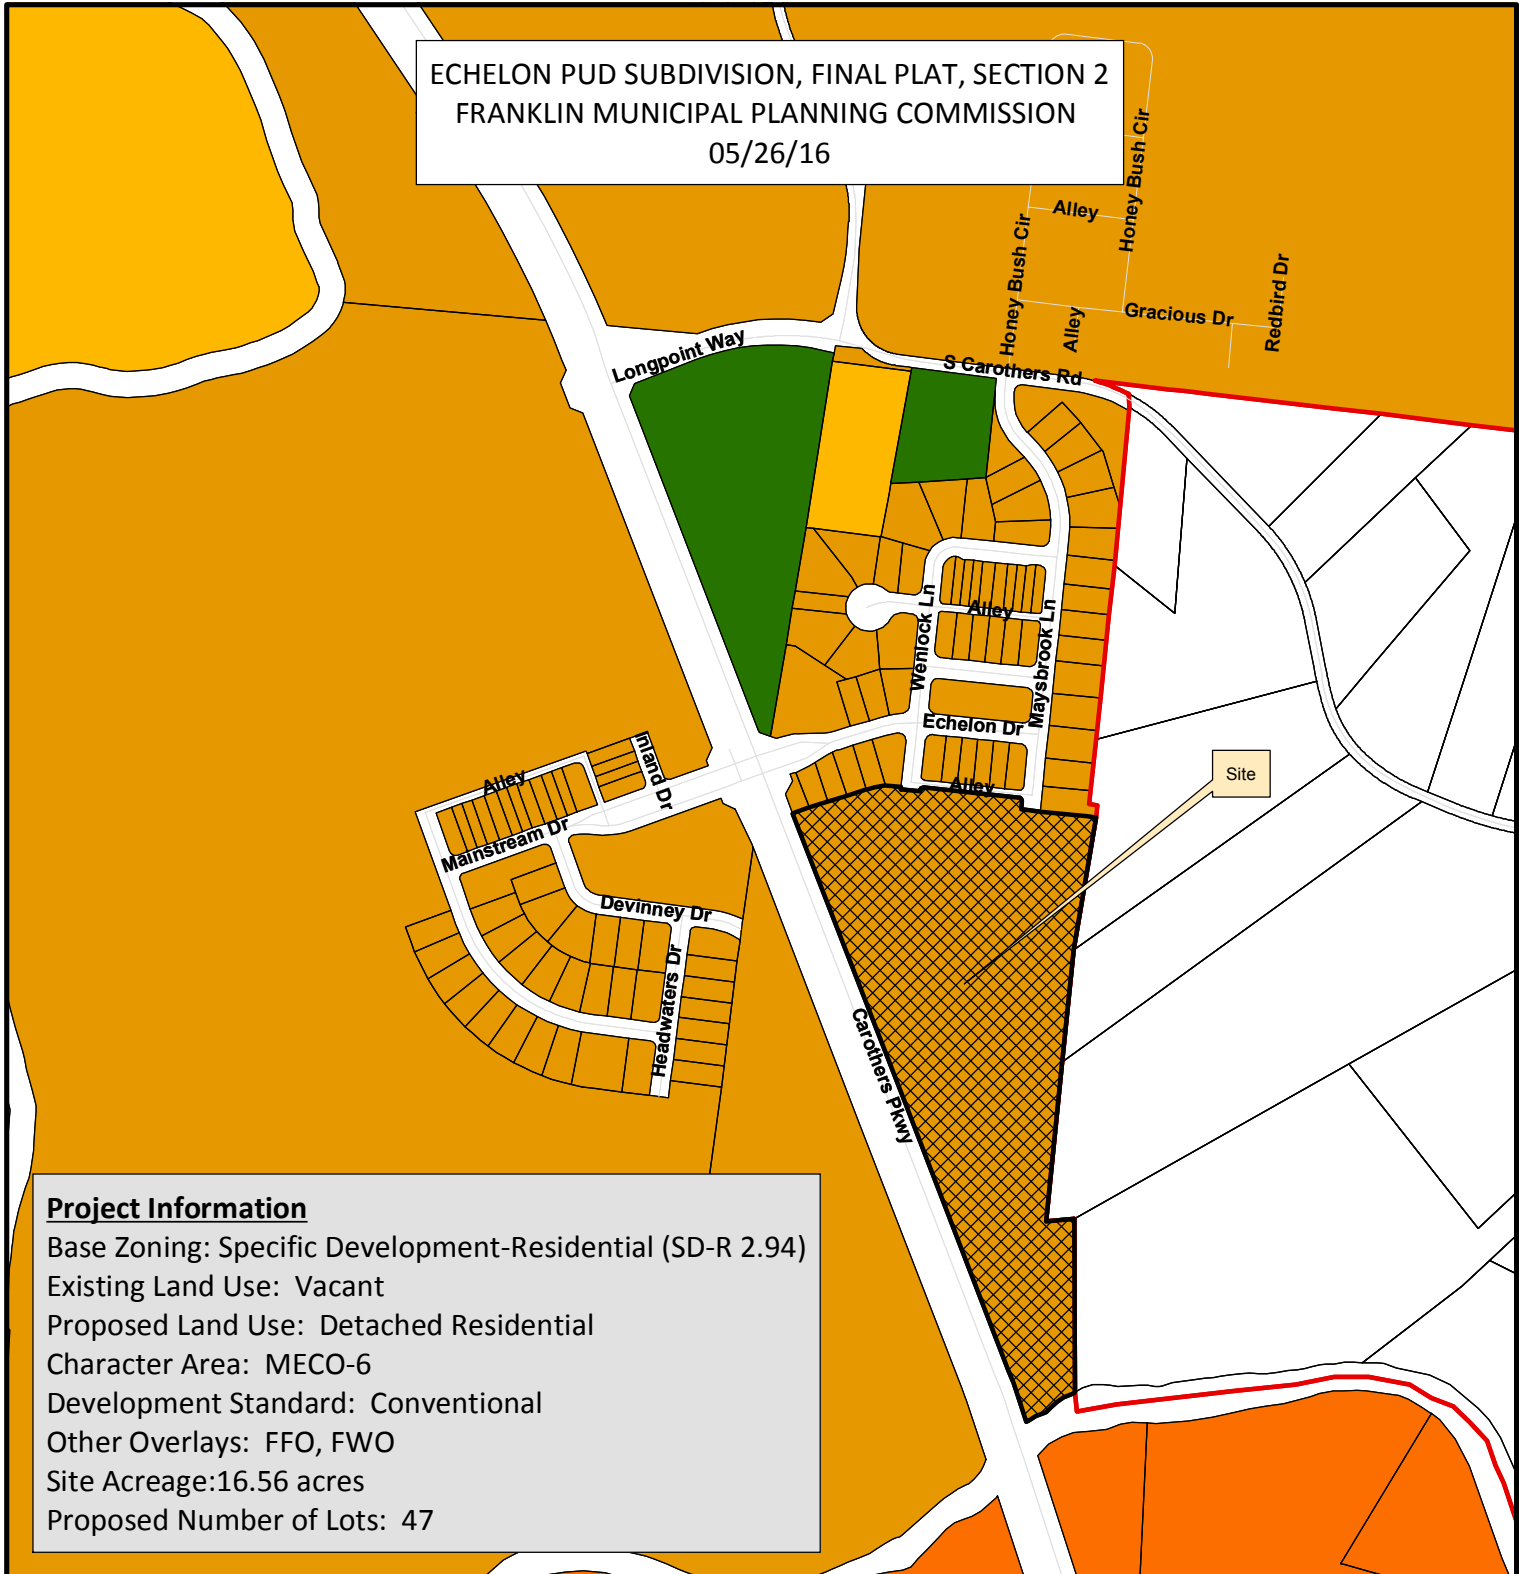 ECHELON PUD SUBDIVISION, FINAL PLAT, SECTION 2
FRANKLIN MUNICIPAL PLANNING COMMISSION
05/26/16
Honey Bush Cir
Alley
Honey Bush Cir
Gracious Dr
Redbird Dr
Alley
Longpoint Way
S Carothers Rd
Alley
Wenlock Ln
Maysbrook Ln
Echelon Dr
Alley
Site
Inland Dr
Alley
Mainstream Dr
Devinney Dr
Headwaters Dr
Carothers Pkwy
Project Information
Base Zoning: Specific Development-Residential (SD-R 2.94)
Existing Land Use: Vacant
Proposed Land Use: Detached Residential
Character Area: MECO-6
Development Standard: Conventional
Other Overlays: FFO, FWO
Site Acreage:16.56 acres
Proposed Number of Lots: 47